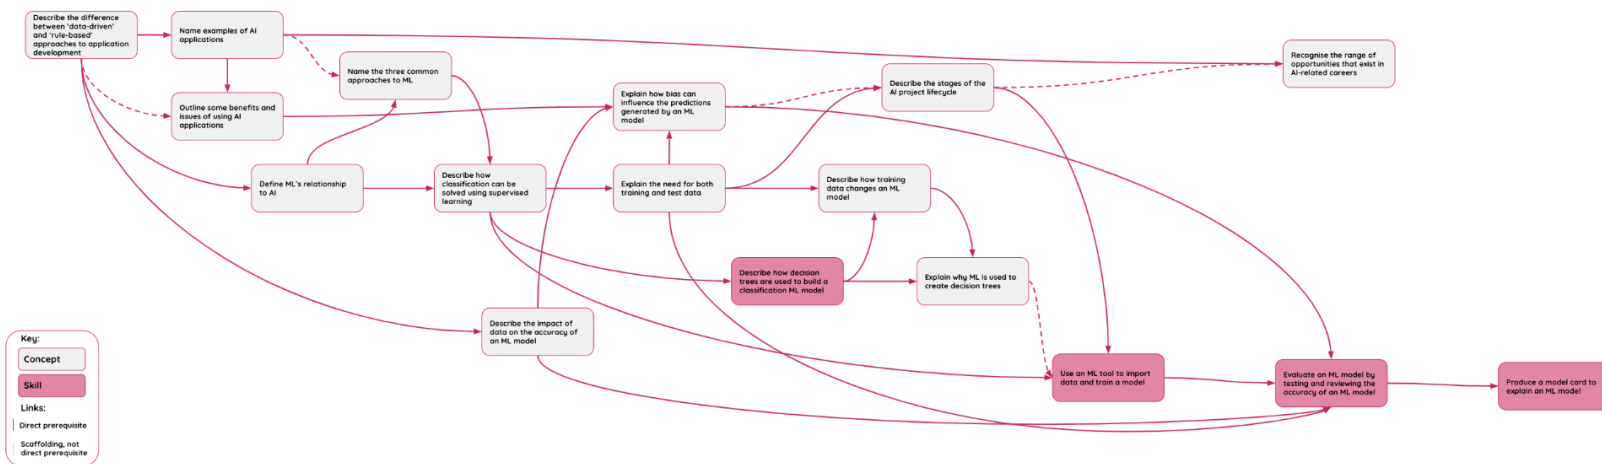 Describe the difference
between 'data-driven'
and 'rule-based'
approaches to application
development
Name examples of AI
applications
Outline some benefits and
issues of using AI
applications
Name the three common
approaches to ML
Define ML's relationship
to AI
Describe how
classification can be
solved using supervised
learning
Describe the impact of
data on the accuracy of
an ML model
Explain how bias can
influence the predictions
generated by an ML
model
Explain the need for both
training and test data
Describe how decision
trees are used to build a
classification ML model
Describe the stages of the
AI project lifecycle
Describe how training
data changes an ML
model
Explain why ML is used to
create decision trees
Use an ML tool to import
data and train a model
Recognise the range of
opportunities that exist in
AI-related careers
Evaluate an ML model by
testing and reviewing the
accuracy of an ML model
Produce a model card to
explain an ML model
Key:
Concept
Skill
Links:
Direct prerequisite
Scaffolding, not
direct prerequisite